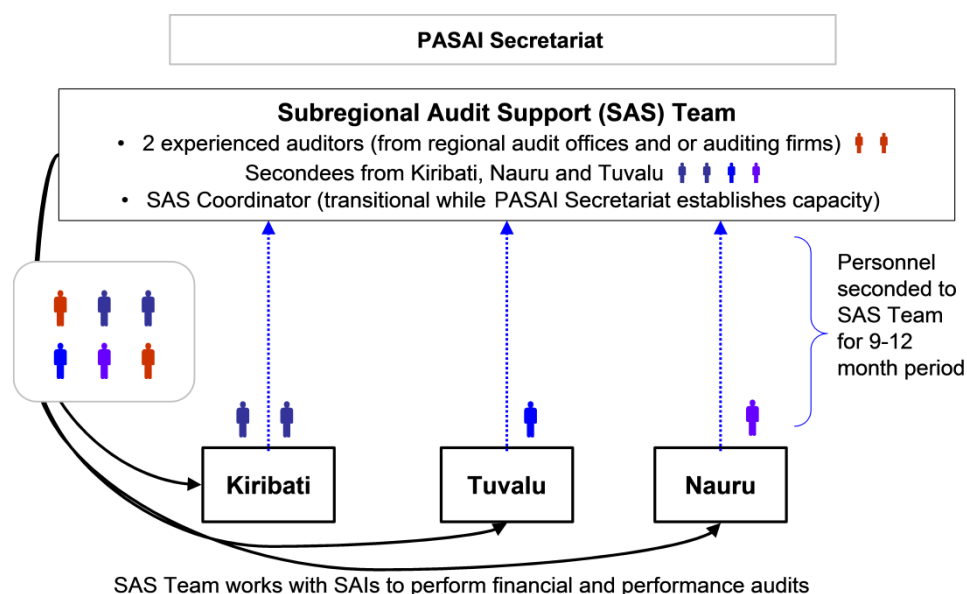 PASAI Secretariat
Subregional Audit Support (SAS) Team
• 2 experienced auditors (from regional audit offices and or auditing firms)
Secondees from Kiribati, Nauru and Tuvalu
• SAS Coordinator (transitional while PASAI Secretariat establishes capacity)
Personnel
seconded to
SAS Team
for 9-12
month period
Kiribati
Tuvalu
Nauru
SAS Team works with SAIs to perform financial and performance audits